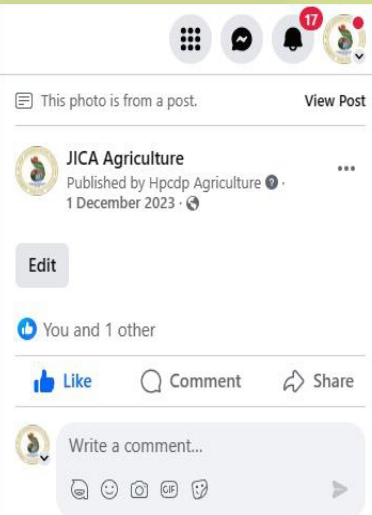 17
This photo is from a post. View Post
JICA Agriculture
Published by Hpcdp Agriculture ·
1 December 2023 ·
Edit
You and 1 other
Like Comment Share
Write a comment...
GIF